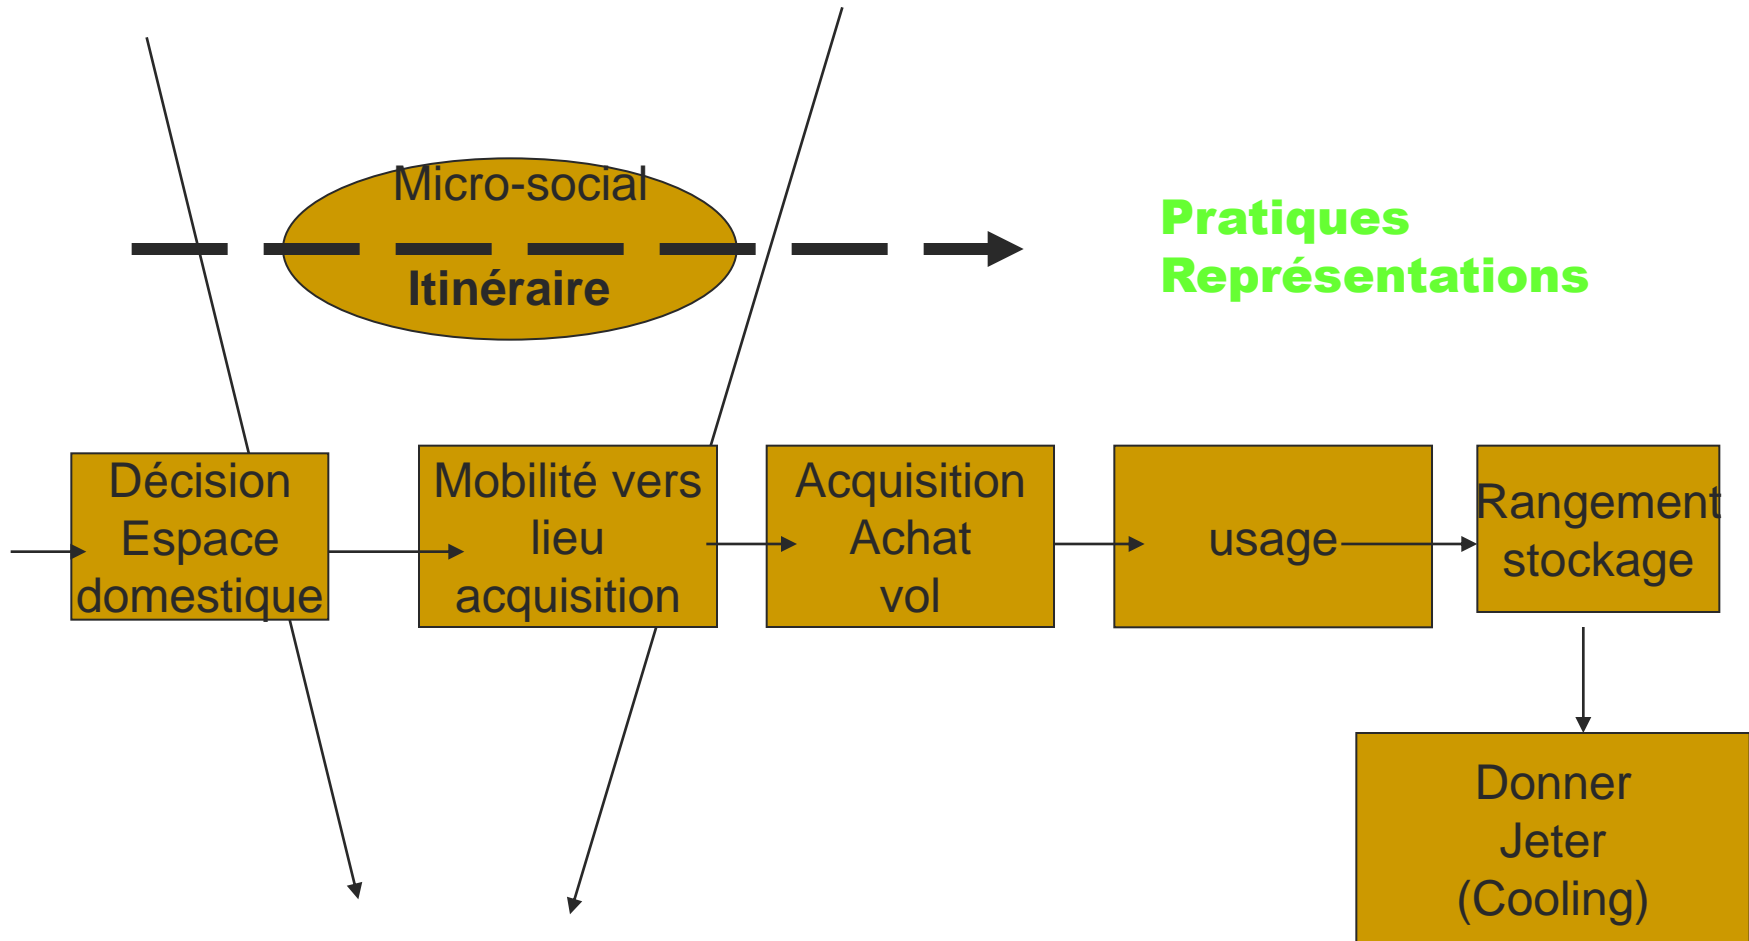 Micro-social
Itinéraire
Pratiques
Représentations
Décision
Espace
domestique
Mobilité vers
lieu
acquisition
Acquisition
Achat
vol
usage
Rangement
stockage
Donner
Jeter
(Cooling)